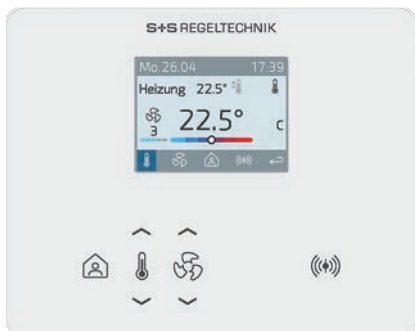 S+S REGELTECHNIK
Mo.26.04 17:39
Heizung 22.5°
3 22.5° C